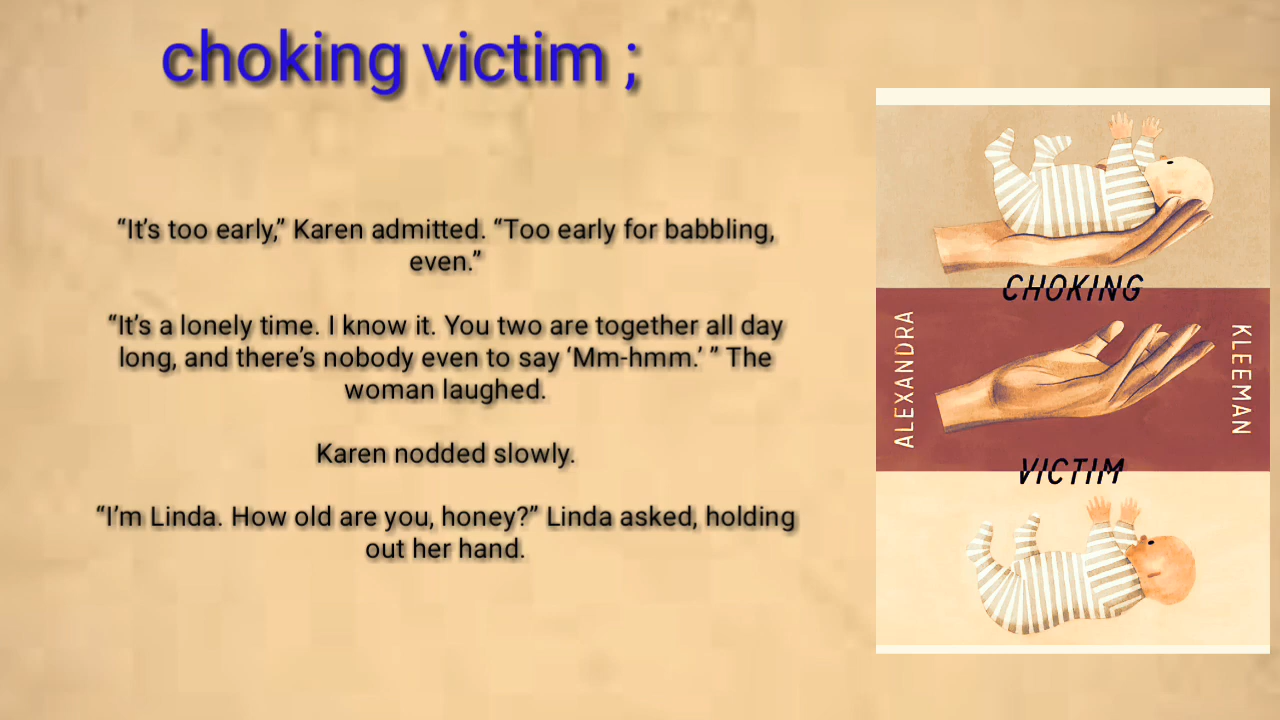 choking victim ;
“It’s too early,” Karen admitted. “Too early for babbling,
even.”
“It’s a lonely time. I know it. You two are together all day
long, and there’s nobody even to say ‘Mm-hmm.’ ” The
woman laughed.
Karen nodded slowly.
“I’m Linda. How old are you, honey?” Linda asked, holding
out her hand.
CHOKING
ALEXANDRA
KLEEMAN
VICTIM